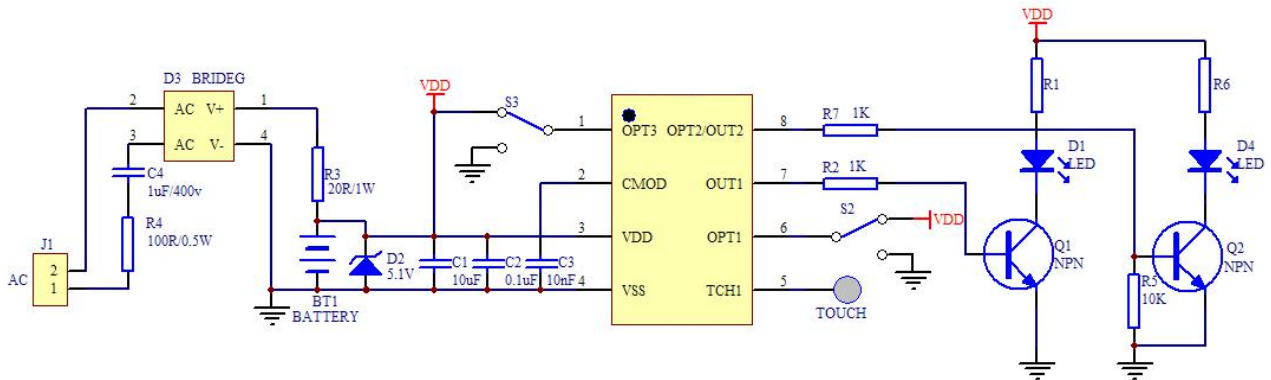 VDD
D3 BRIDEG
2 AC V+ 1
3 AC V- 4
C4
1uF/400v
R4
100R/0.5W
J1
AC
2
1
R3
20R/1W
BT1
BATTERY
D2
5.1V
VDD
S3
C1
10uF
C2
0.1uF
C3
10nF
1 OPT3 OPT2/OUT2 8
2 CMOD OUT1 7
3 VDD OPT1 6
4 VSS TCH1 5
R7 1K
R2 1K
S2
VDD
TOUCH
R1
R6
D1
LED
D4
LED
Q1
NPN
Q2
NPN
R5
10K